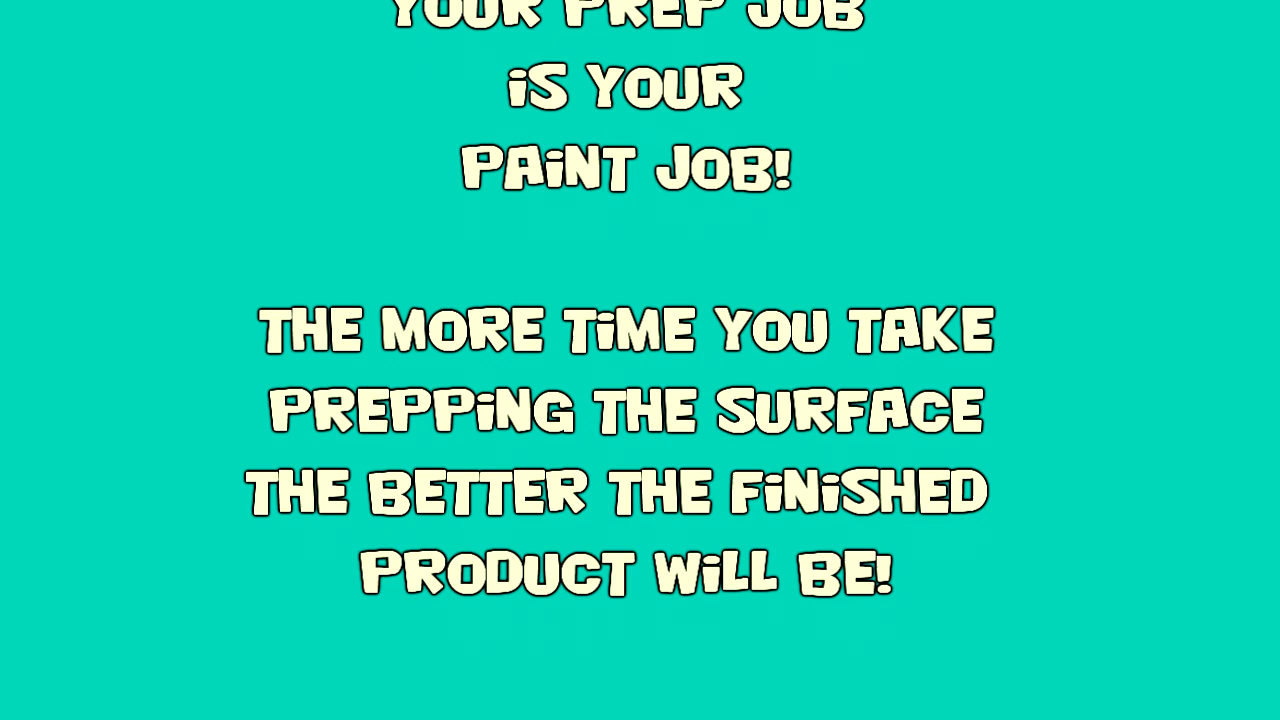 YOUR PREP JOB
iS YOUR
PAiNT JOB!
THE MORE TiME YOU TAKE
PREPPiNG THE SURFACE
THE BETTER THE FiNiSHED
PRODUCT WiLL BE!